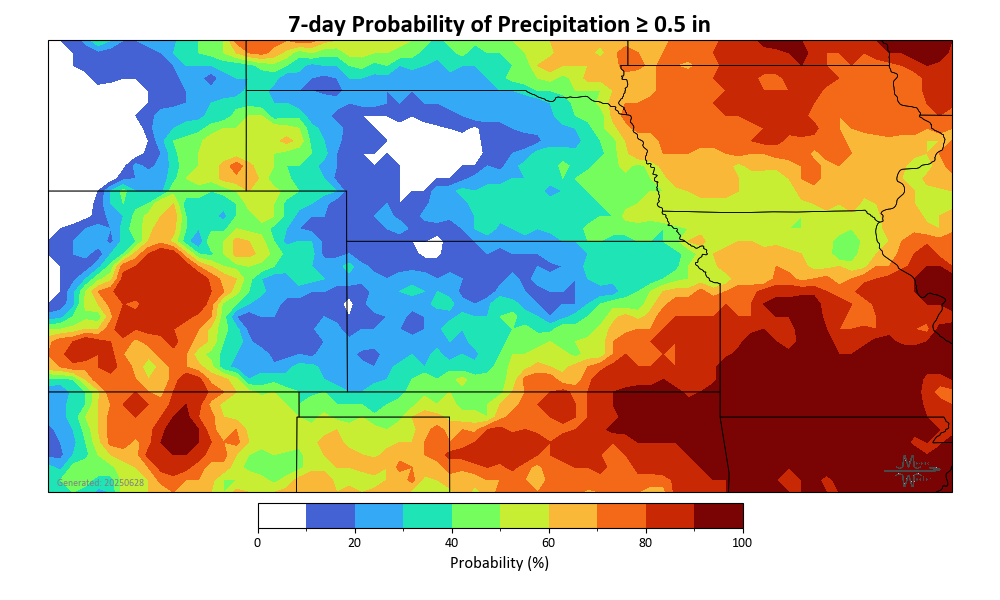 7-day Probability of Precipitation ≥ 0.5 in
Generated: 20250628
0 20 40 60 80 100
Probability (%)